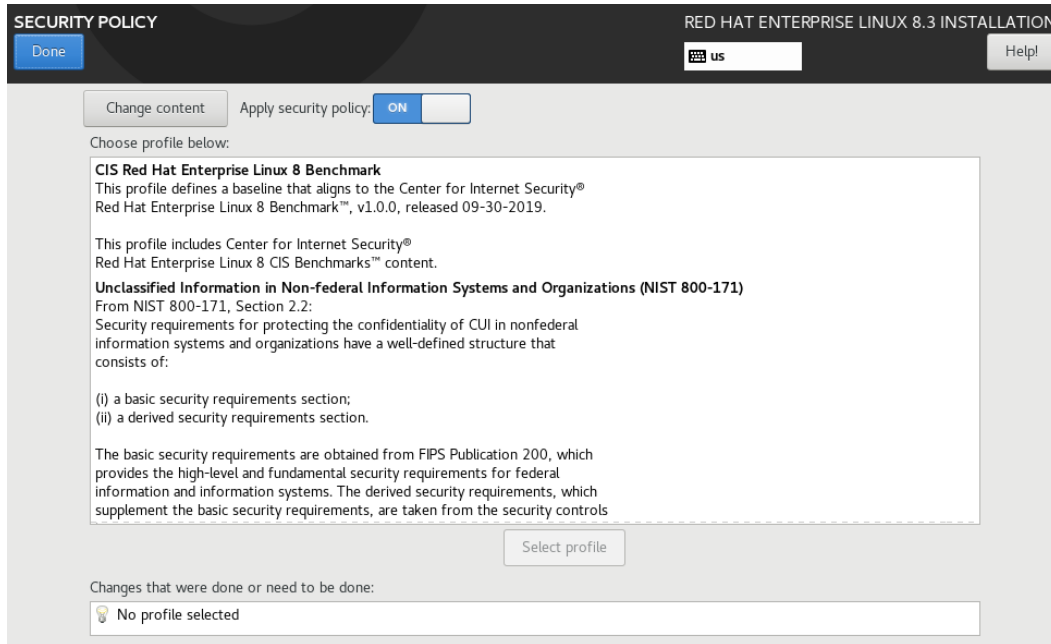 SECURITY POLICY
RED HAT ENTERPRISE LINUX 8.3 INSTALLATION
Done
us
Help!
Change content
Apply security policy:
ON
Choose profile below:
CIS Red Hat Enterprise Linux 8 Benchmark
This profile defines a baseline that aligns to the Center for Internet Security®
Red Hat Enterprise Linux 8 Benchmark™, v1.0.0, released 09-30-2019.
This profile includes Center for Internet Security®
Red Hat Enterprise Linux 8 CIS Benchmarks™ content.
Unclassified Information in Non-federal Information Systems and Organizations (NIST 800-171)
From NIST 800-171, Section 2.2:
Security requirements for protecting the confidentiality of CUI in nonfederal
information systems and organizations have a well-defined structure that
consists of:
(i) a basic security requirements section;
(ii) a derived security requirements section.
The basic security requirements are obtained from FIPS Publication 200, which
provides the high-level and fundamental security requirements for federal
information and information systems. The derived security requirements, which
supplement the basic security requirements, are taken from the security controls
Select profile
Changes that were done or need to be done:
No profile selected